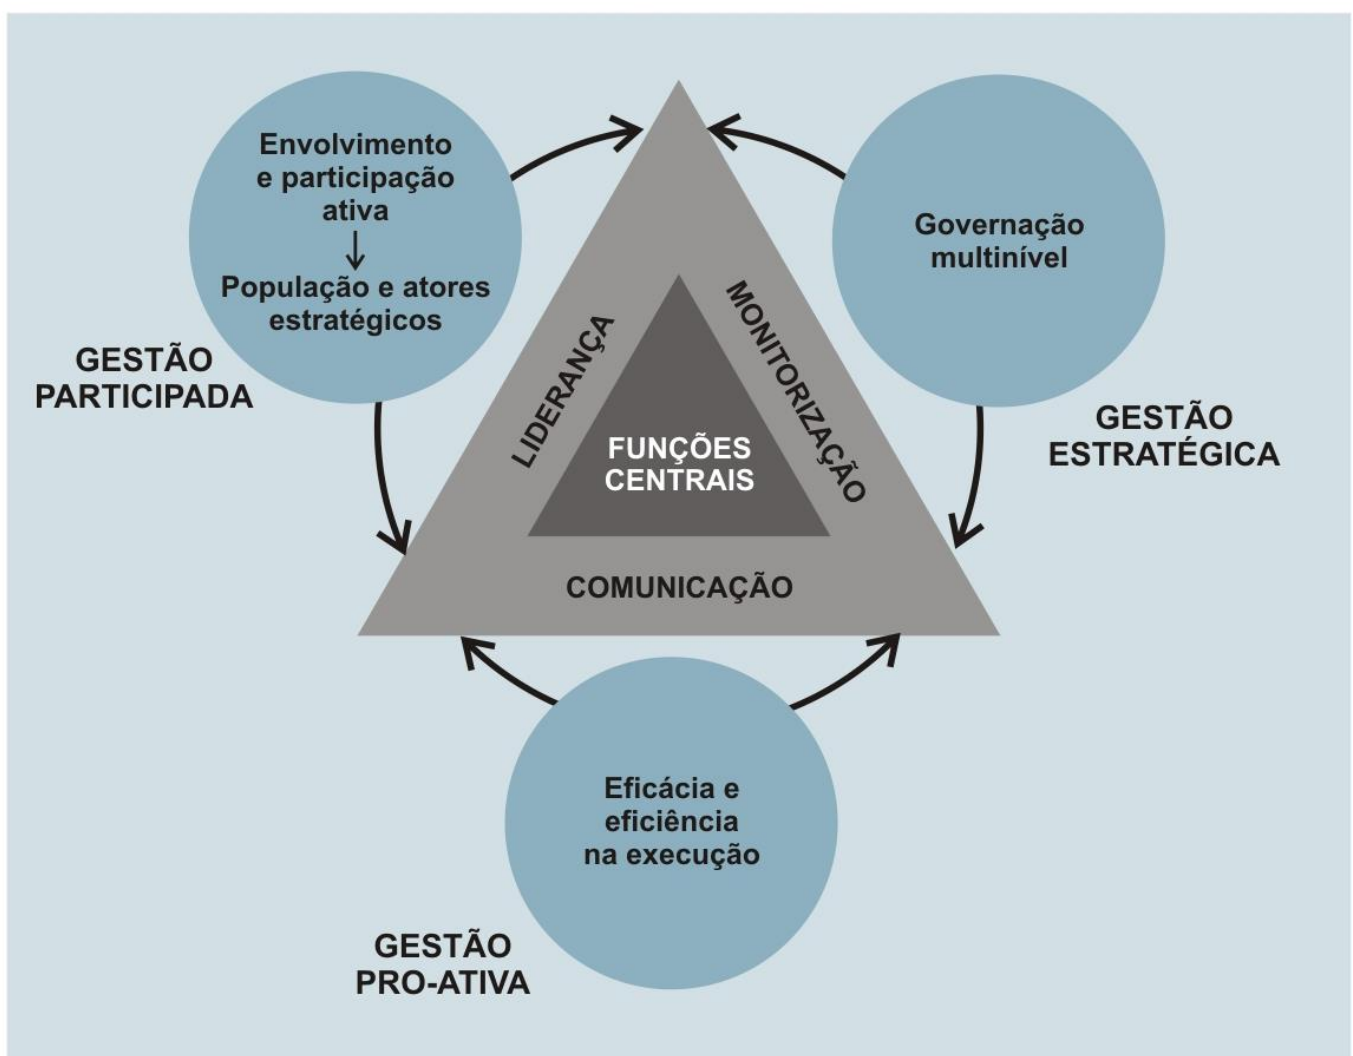 Envolvimento
e participação
ativa
População e atores
estratégicos
GESTÃO
PARTICIPADA
Governação
multinível
GESTÃO
ESTRATÉGICA
LIDERANÇA
MONITORIZAÇÃO
FUNÇÕES
CENTRAIS
COMUNICAÇÃO
Eficácia e
eficiência
na execução
GESTÃO
PRO-ATIVA